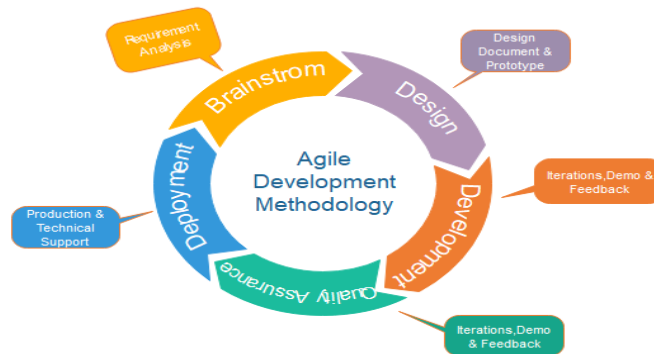 Requirement
Analysis
Brainstrom
Design
Design
Document &
Prototype
Agile
Development
Methodology
Development
Iterations,Demo &
Feedback
Quality Assurance
Iterations,Demo
& Feedback
Deployment
Production &
Technical
Support